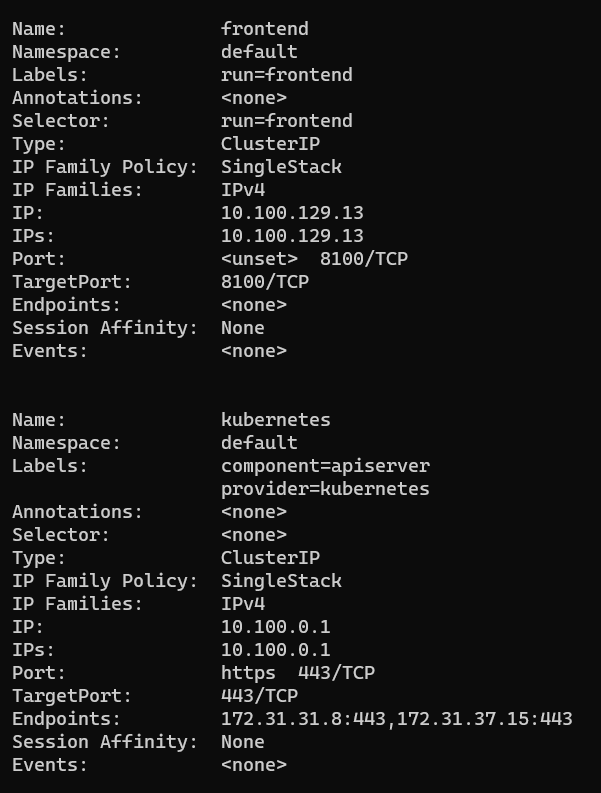 Name:              frontend
Namespace:         default
Labels:            run=frontend
Annotations:       <none>
Selector:          run=frontend
Type:              ClusterIP
IP Family Policy:  SingleStack
IP Families:       IPv4
IP:                10.100.129.13
IPs:               10.100.129.13
Port:              <unset>  8100/TCP
TargetPort:        8100/TCP
Endpoints:         <none>
Session Affinity:  None
Events:            <none>

Name:              kubernetes
Namespace:         default
Labels:            component=apiserver
                   provider=kubernetes
Annotations:       <none>
Selector:          <none>
Type:              ClusterIP
IP Family Policy:  SingleStack
IP Families:       IPv4
IP:                10.100.0.1
IPs:               10.100.0.1
Port:              https  443/TCP
TargetPort:        443/TCP
Endpoints:         172.31.31.8:443,172.31.37.15:443
Session Affinity:  None
Events:            <none>